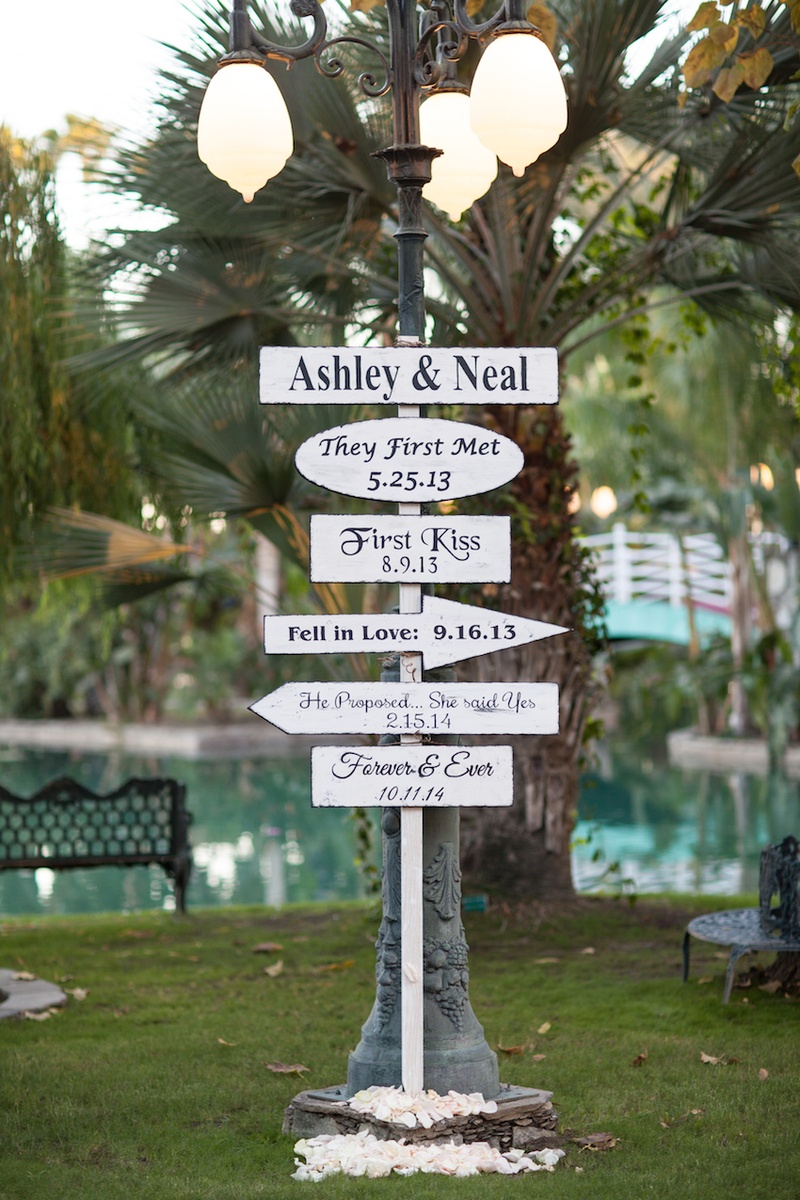 Ashley & Neal
They First Met
5.25.13
First Kiss
8.9.13
Fell in Love: 9.16.13
He Proposed... She said Yes
2.15.14
Forever & Ever
10.11.14